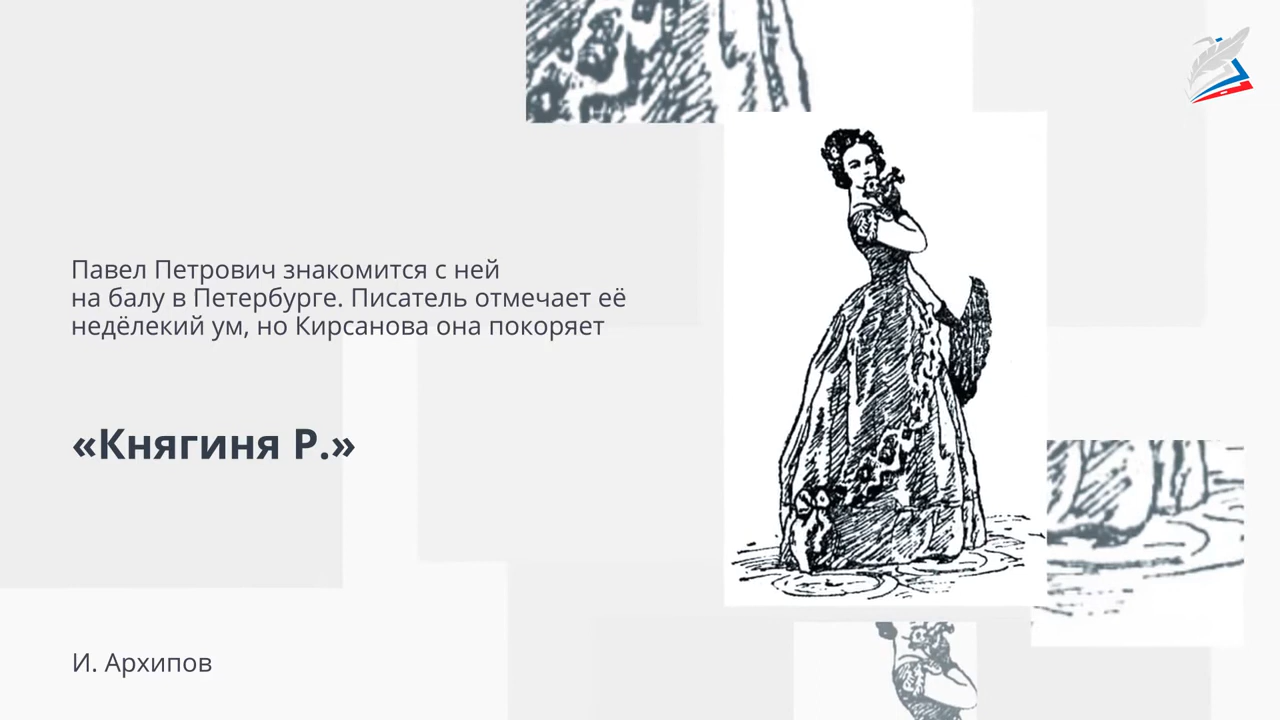 Павел Петрович знакомится с ней
на балу в Петербурге. Писатель отмечает её
недёлекий ум, но Кирсанова она покоряет
«Княгиня Р.»
И. Архипов